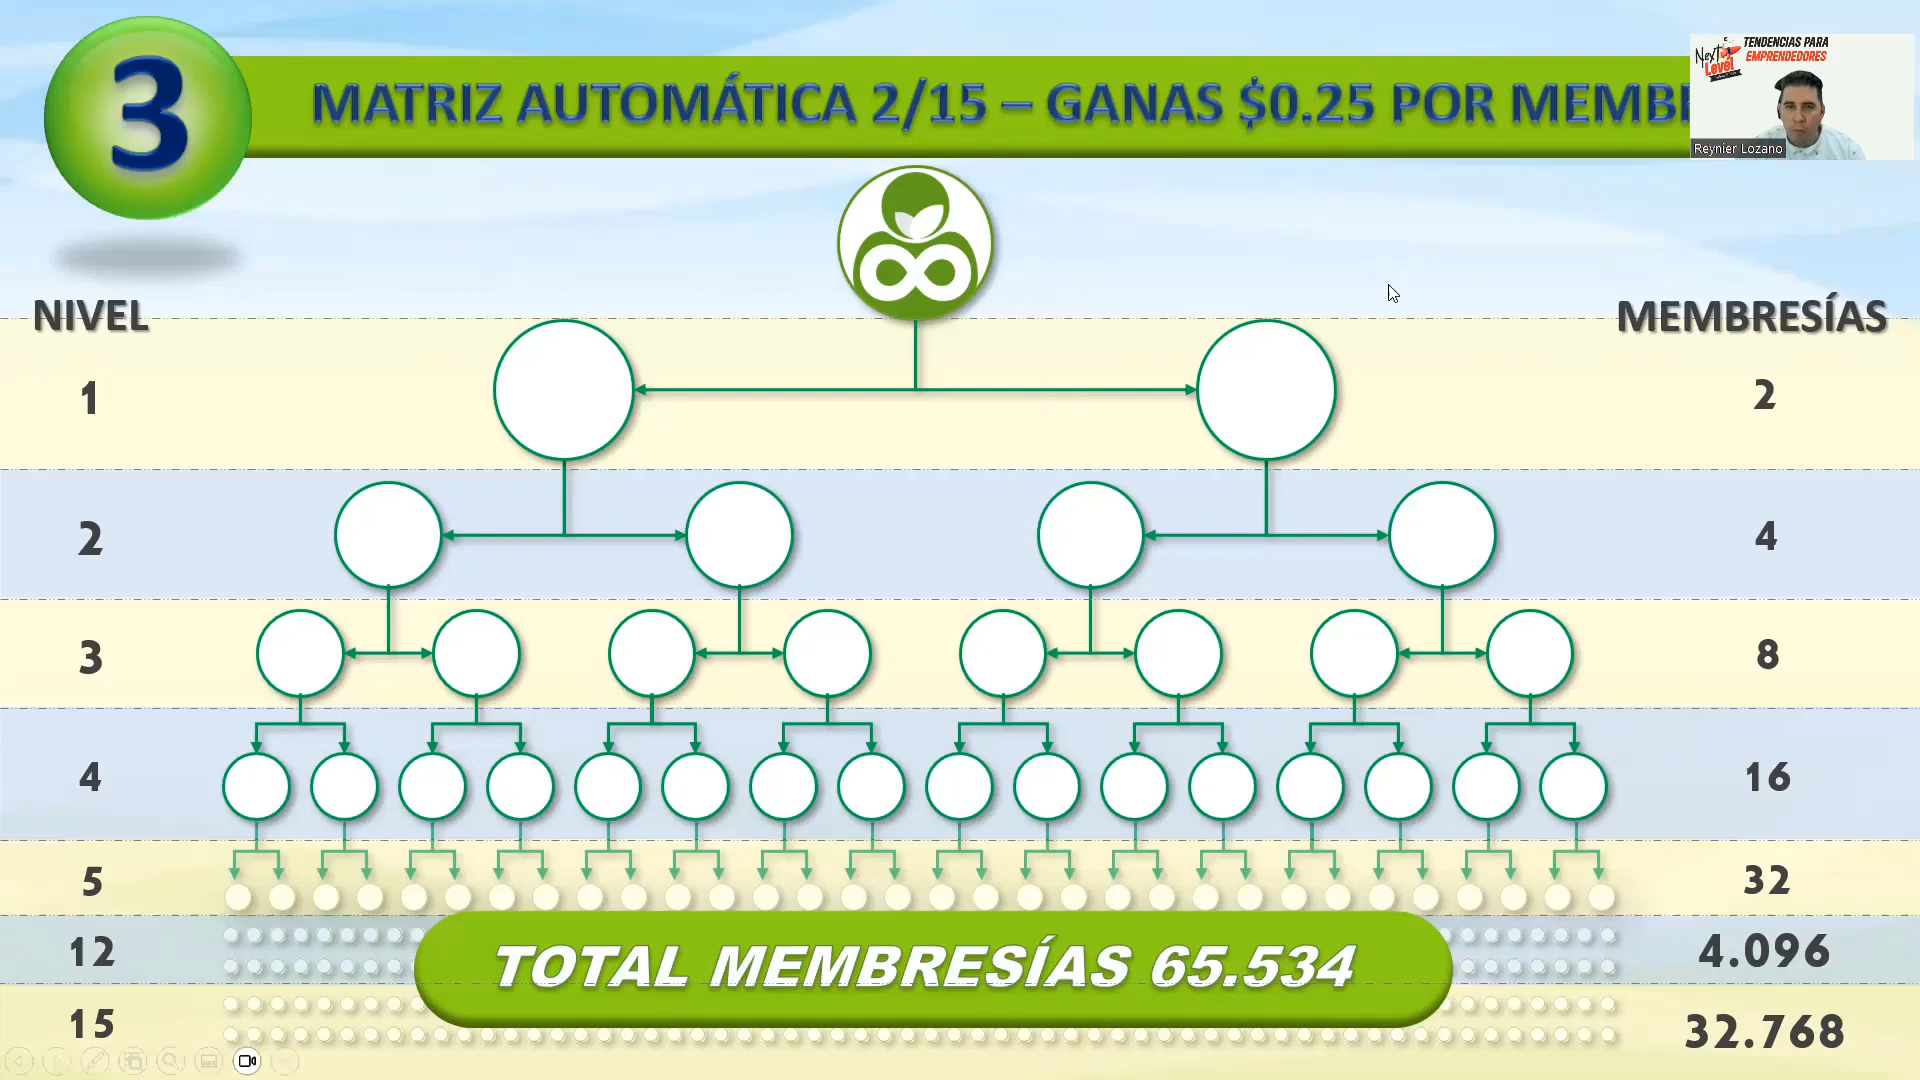 3
MATRIZ AUTOMÁTICA 2/15 – GANAS $0.25 POR
Next Level
TENDENCIAS PARA
EMPRENDEDORES
Reynier Lozano
NIVEL
MEMBRESÍAS
1
2
2
4
3
8
4
16
5
32
12
4.096
TOTAL MEMBRESÍAS 65.534
15
32.768